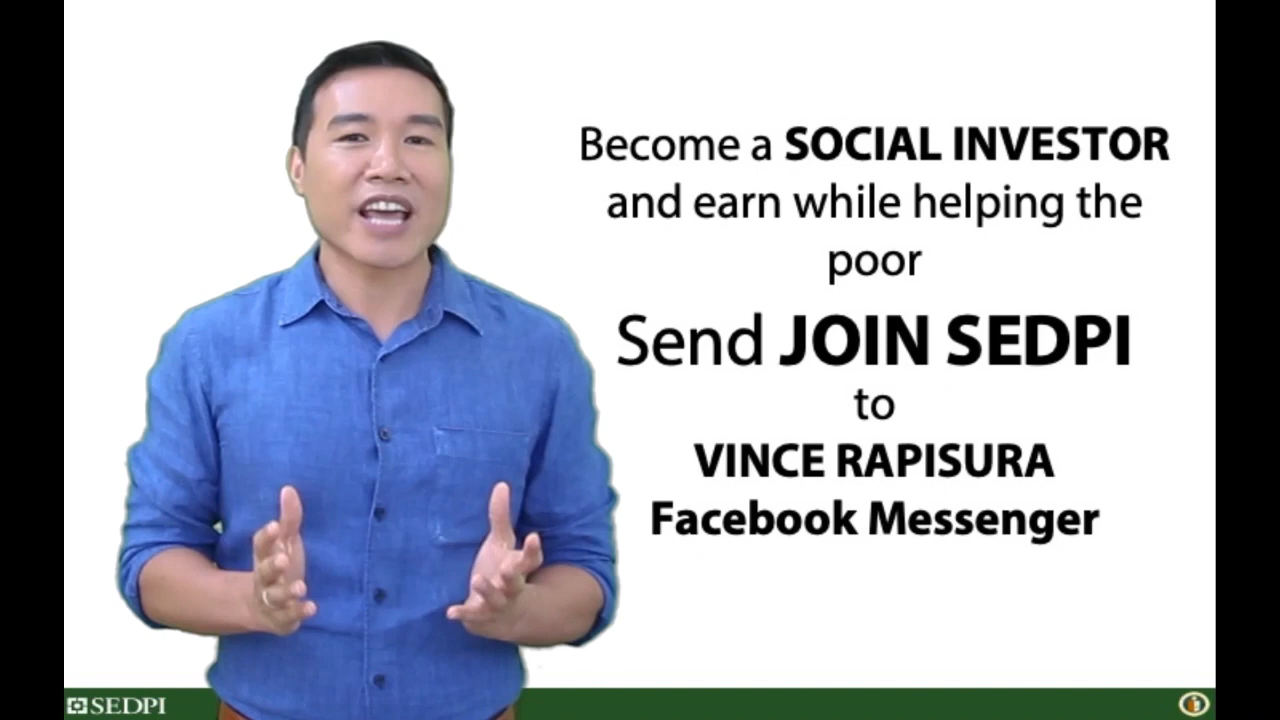 Become a SOCIAL INVESTOR
and earn while helping the
poor
Send JOIN SEDPI
to
VINCE RAPISURA
Facebook Messenger
SEDPI